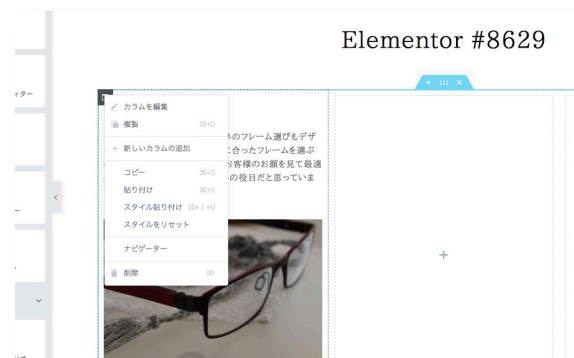 Elementor #8629
ィター
カラムを編集
複製 ⌘+D
新しいカラムの追加
コピー ⌘+C
貼り付け ⌘+V
スタイル貼り付け ⌘+⇧+V
スタイルをリセット
ナビゲーター
削除
のフレーム選びもデザ
合ったフレームを選ぶ
お客様のお顔を見て最適
の役目だと思っていま